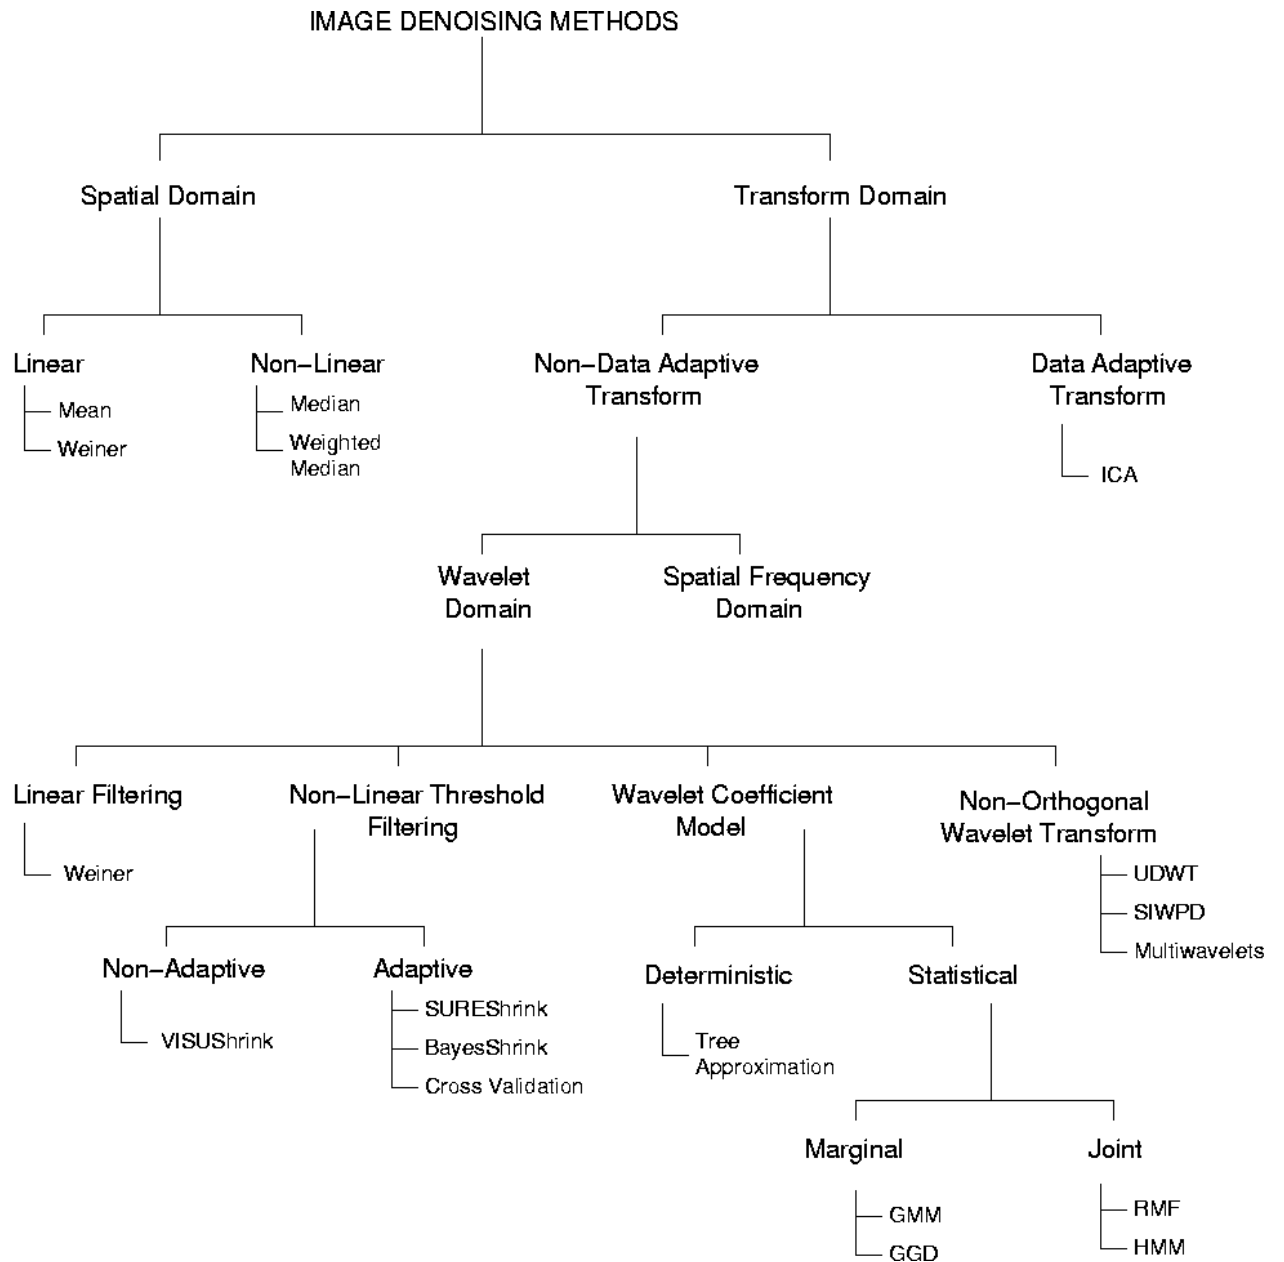 IMAGE DENOISING METHODS
Spatial Domain
Transform Domain
Linear
Mean
Weiner
Non-Linear
Median
Weighted
Median
Non-Data Adaptive
Transform
Data Adaptive
Transform
ICA
Wavelet
Domain
Spatial Frequency
Domain
Linear Filtering
Weiner
Non-Linear Threshold
Filtering
Non-Adaptive
VISUShrink
Adaptive
SUREShrink
BayesShrink
Cross Validation
Wavelet Coefficient
Model
Deterministic
Tree
Approximation
Statistical
Marginal
GMM
GGD
Joint
RMF
HMM
Non-Orthogonal
Wavelet Transform
UDWT
SIWPD
Multiwavelets